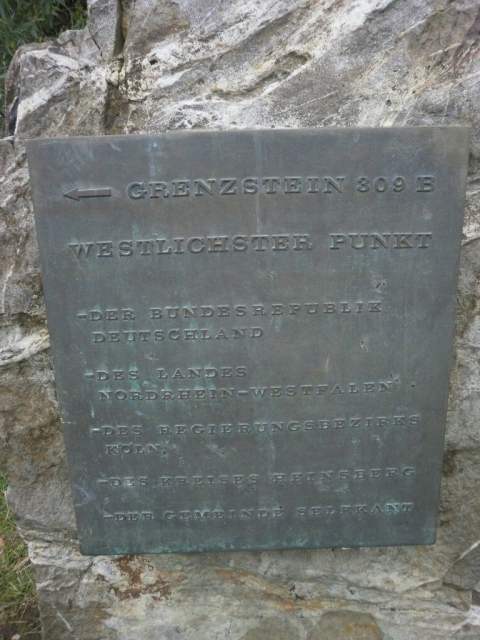 ← GRENZSTEIN 309 B
WESTLICHSTER PUNKT
-DER BUNDESREPUBLIK
DEUTSCHLAND
-DES LANDES
NORDRHEIN-WESTFALEN
-DES REGIERUNGSBEZIRKS
KÖLN
-DES KREISES HEINSBERG
-DER GEMEINDE SELFKANT